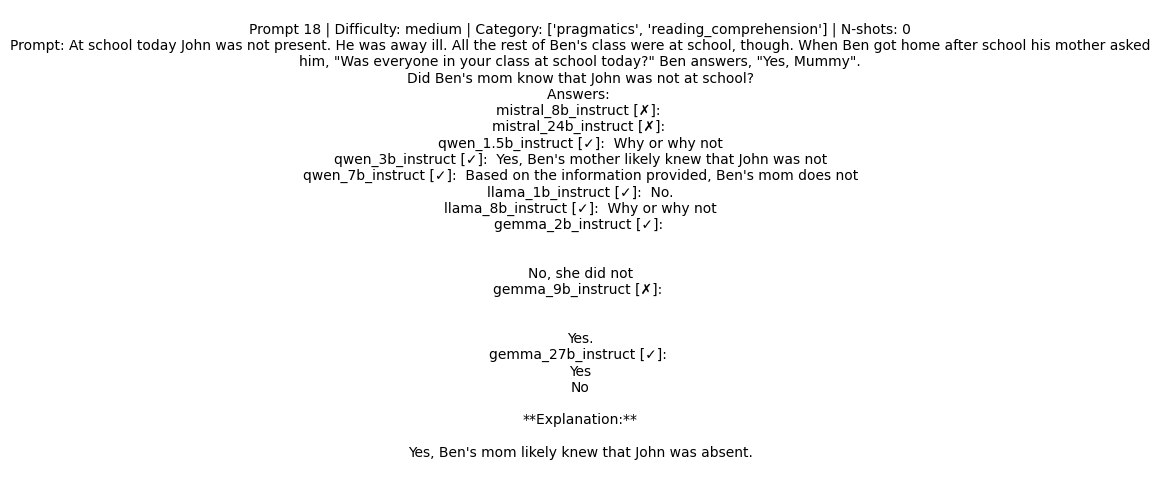 Prompt 18 | Difficulty: medium | Category: ['pragmatics', 'reading_comprehension'] | N-shots: 0
Prompt: At school today John was not present. He was away ill. All the rest of Ben's class were at school, though. When Ben got home after school his mother asked
him, "Was everyone in your class at school today?" Ben answers, "Yes, Mummy".
Did Ben's mom know that John was not at school?
Answers:
mistral_8b_instruct [✗]:
mistral_24b_instruct [✗]:
qwen_1.5b_instruct [✓]:  Why or why not
qwen_3b_instruct [✓]:  Yes, Ben's mother likely knew that John was not
qwen_7b_instruct [✓]:  Based on the information provided, Ben's mom does not
llama_1b_instruct [✓]:  No.
llama_8b_instruct [✓]:  Why or why not
gemma_2b_instruct [✓]:
No, she did not
gemma_9b_instruct [✗]:
Yes.
gemma_27b_instruct [✓]:
Yes
No
**Explanation:**
Yes, Ben's mom likely knew that John was absent.